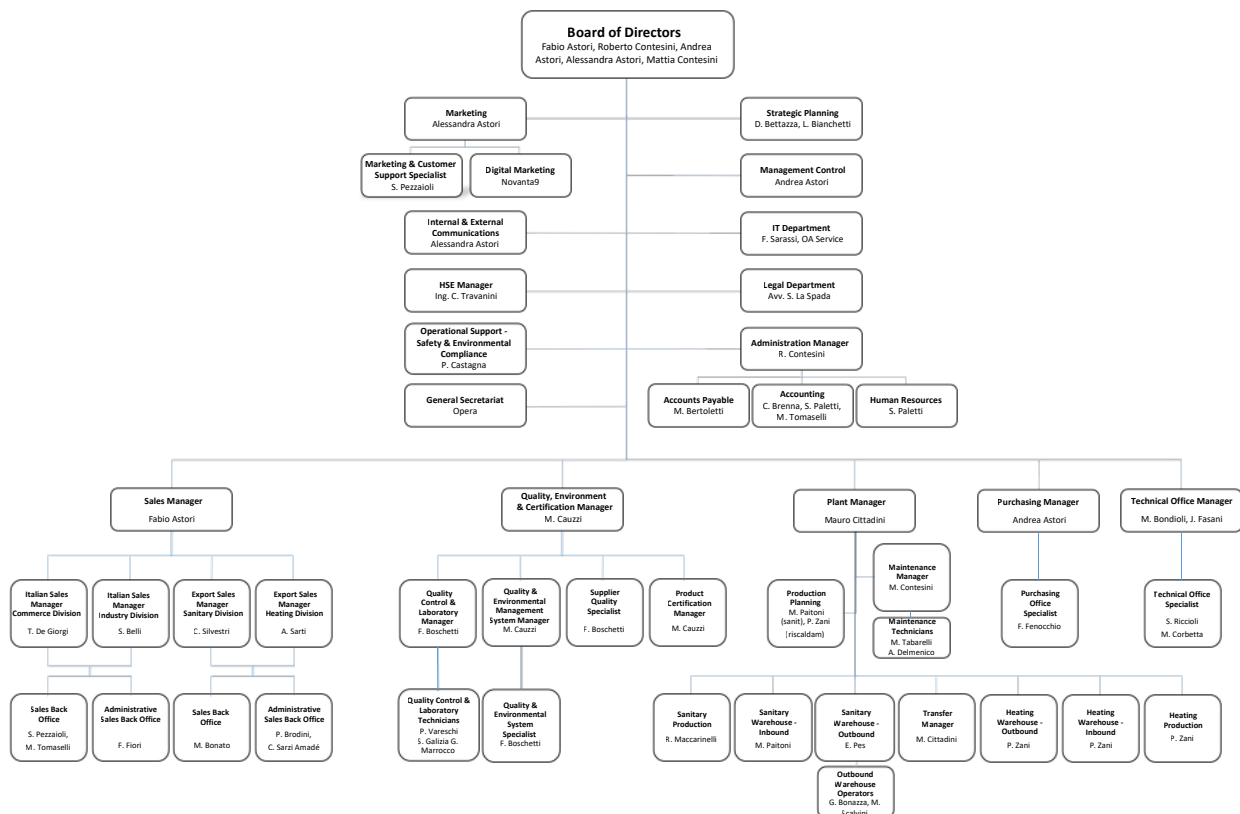 Board of Directors
Fabio Astori, Roberto Contesini, Andrea
Astori, Alessandra Astori, Mattia Contesini
Marketing
Alessandra Astori
Strategic Planning
D. Bettazza, L. Bianchetti
Marketing & Customer
Support Specialist
S. Pezzaioli
Digital Marketing
Novanta9
Management Control
Andrea Astori
Internal & External
Communications
Alessandra Astori
IT Department
F. Sarassi, OA Service
HSE Manager
Ing. C. Travanini
Legal Department
Avv. S. La Spada
Operational Support -
Safety & Environmental
Compliance
P. Castagna
Administration Manager
R. Contesini
General Secretariat
Opera
Accounts Payable
M. Bertoletti
Accounting
C. Brenna, S. Paletti,
M. Tomaselli
Human Resources
S. Paletti
Sales Manager
Fabio Astori
Quality, Environment
& Certification Manager
M. Cauzzi
Plant Manager
Mauro Cittadini
Purchasing Manager
Andrea Astori
Technical Office Manager
M. Bondioli, J. Fasani
Italian Sales
Manager
Commerce Division
T. De Giorgi
Italian Sales
Manager
Industry Division
S. Belli
Export Sales
Manager
Sanitary Division
C. Silvestri
Export Sales
Manager
Heating Division
A. Sarti
Quality
Control &
Laboratory
Manager
F. Boschetti
Quality &
Environmental
Management
System Manager
M. Cauzzi
Supplier
Quality
Specialist
F. Boschetti
Product
Certification
Manager
M. Cauzzi
Production
Planning
M. Paitoni
(sanit), P. Zani
(riscaldam)
Maintenance
Manager
M. Contesini
Maintenance
Technicians
M. Tabarelli
A. Delmenico
Purchasing
Office
Specialist
F. Fenocchio
Technical Office
Specialist
S. Riccioli
M. Corbetta
Sales Back
Office
S. Pezzaioli,
M. Tomaselli
Administrative
Sales Back Office
F. Fiori
Sales Back
Office
M. Bonato
Administrative
Sales Back Office
P. Brodini,
C. Sarzi Amadé
Quality Control &
Laboratory
Technicians
P. Vareschi
S. Galizia G.
Marrocco
Quality &
Environmental
System
Specialist
F. Boschetti
Sanitary
Production
R. Maccarinelli
Sanitary
Warehouse -
Inbound
M. Paitoni
Sanitary
Warehouse -
Outbound
E. Pes
Transfer
Manager
M. Cittadini
Heating
Warehouse -
Outbound
P. Zani
Heating
Warehouse -
Inbound
P. Zani
Heating
Production
P. Zani
Outbound
Warehouse
Operators
G. Bonazza, M.
Scalvini